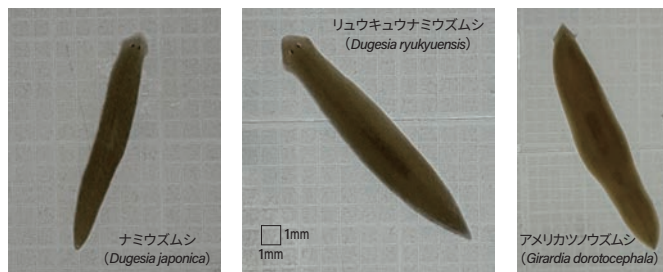 ナミウズムシ
（Dugesia japonica）
リュウキュウナミウズムシ
（Dugesia ryukyuensis）
1mm
1mm
アメリカツノウズムシ
（Girardia dorotocephala）